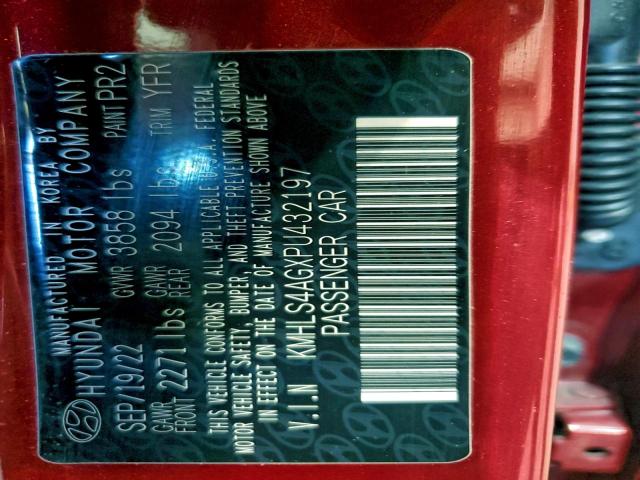 MANUFACTURED IN KOREA BY
HYUNDAI MOTOR COMPANY
SEP/19/22 GVWR 3858 lbs PAINT PR2
GAWR FRONT 2271lbs GAWR REAR 2094 lbs TRIM YFR
THIS VEHICLE CONFORMS TO ALL APPLICABLE U.S.A. FEDERAL
MOTOR VEHICLE SAFETY, BUMPER, AND THEFT PREVENTION STANDARDS
IN EFFECT ON THE DATE OF MANUFACTURE SHOWN ABOVE
V.I.N KMHLS4AGXPU432197
PASSENGER CAR